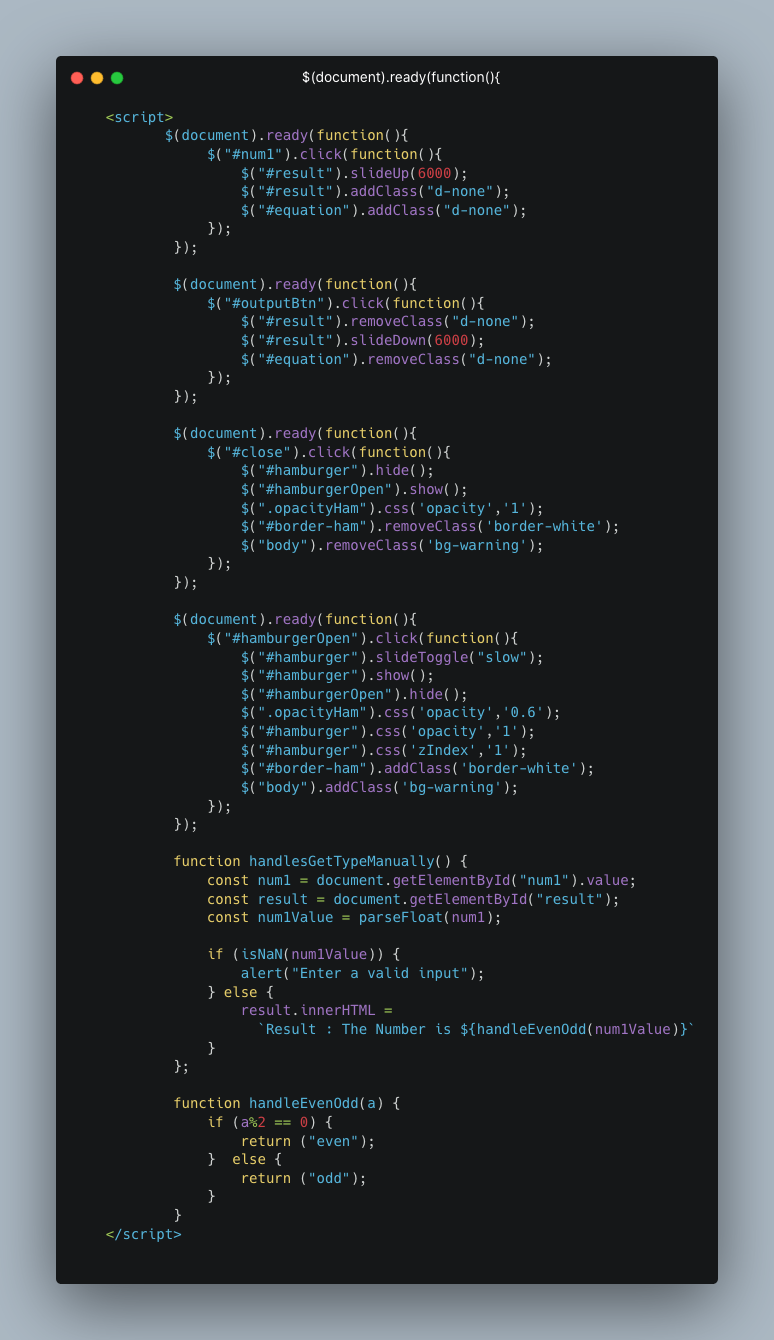 $(document).ready(function(){
<script>
$(document).ready(function(){
$("#num1").click(function(){
$("#result").slideUp(6000);
$("#result").addClass("d-none");
$("#equation").addClass("d-none");
});
});
$(document).ready(function(){
$("#outputBtn").click(function(){
$("#result").removeClass("d-none");
$("#result").slideDown(6000);
$("#equation").removeClass("d-none");
});
});
$(document).ready(function(){
$("#close").click(function(){
$("#hamburger").hide();
$("#hamburgerOpen").show();
$(".opacityHam").css('opacity','1');
$("#border-ham").removeClass('border-white');
$("body").removeClass('bg-warning');
});
});
$(document).ready(function(){
$("#hamburgerOpen").click(function(){
$("#hamburger").slideToggle("slow");
$("#hamburger").show();
$("#hamburgerOpen").hide();
$(".opacityHam").css('opacity','0.6');
$("#hamburger").css('opacity','1');
$("#hamburger").css('zIndex','1');
$("#border-ham").addClass('border-white');
$("body").addClass('bg-warning');
});
});
function handlesGetTypeManually() {
const num1 = document.getElementById("num1").value;
const result = document.getElementById("result");
const num1Value = parseFloat(num1);
if (isNaN(num1Value)) {
alert("Enter a valid input");
} else {
result.innerHTML =
`Result : The Number is ${handleEvenOdd(num1Value)}`
}
};
function handleEvenOdd(a) {
if (a%2 == 0) {
return ("even");
}  else {
return ("odd");
}
}
</script>